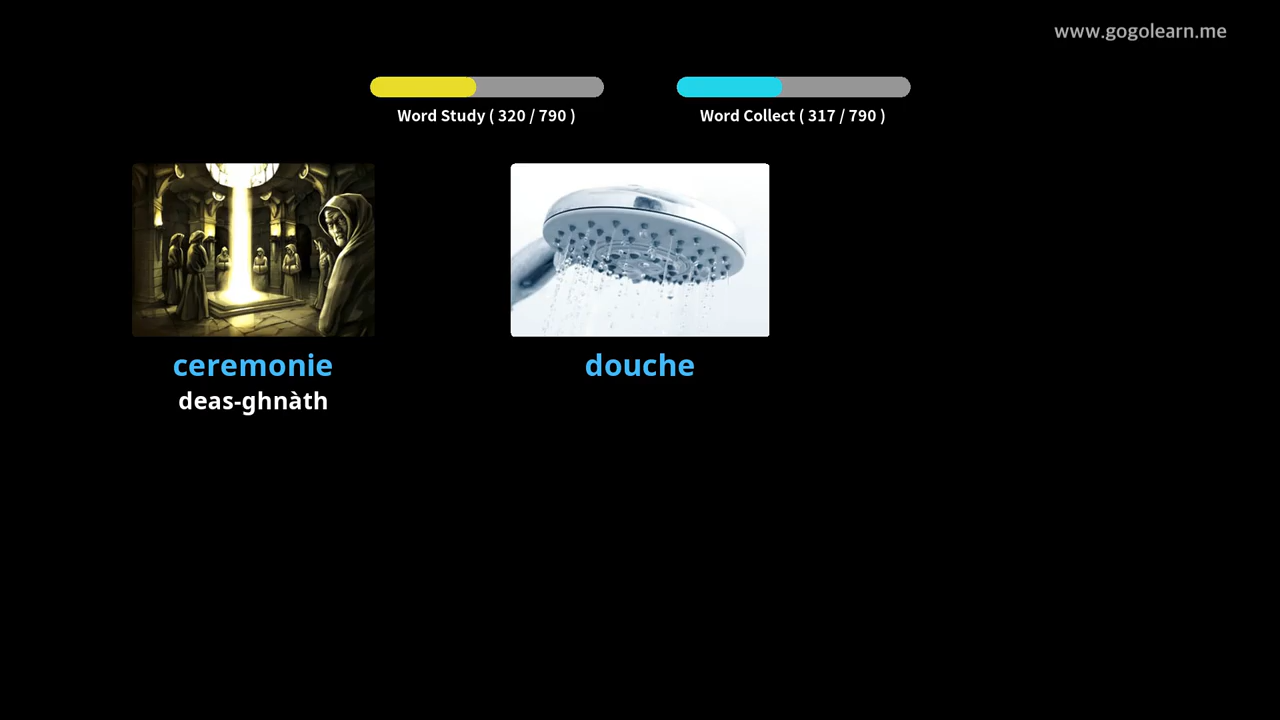 www.gogolearn.me
Word Study ( 320 / 790 )
Word Collect ( 317 / 790 )
ceremonie
deas-ghnàth
douche